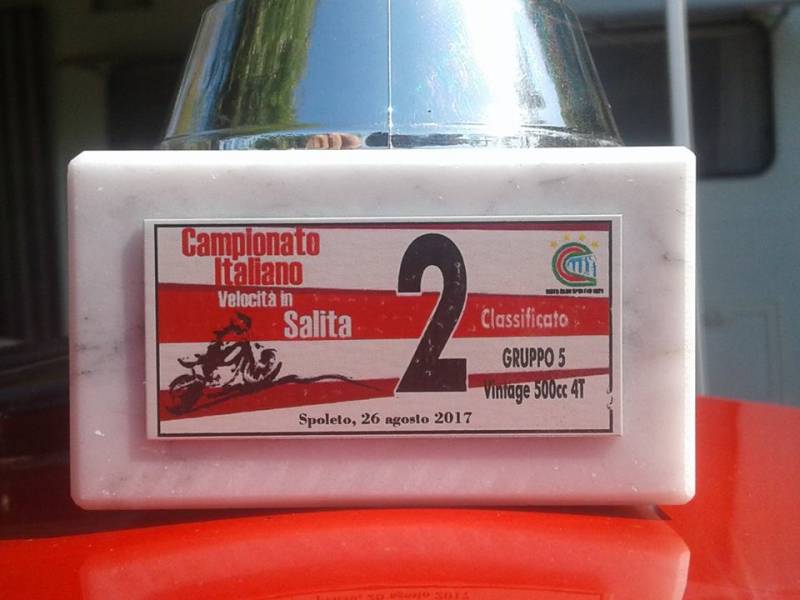 Campionato
Italiano
Velocità in
Salita
2
Classificato
GRUPPO 5
Vintage 500cc 4T
Spoleto, 26 agosto 2017